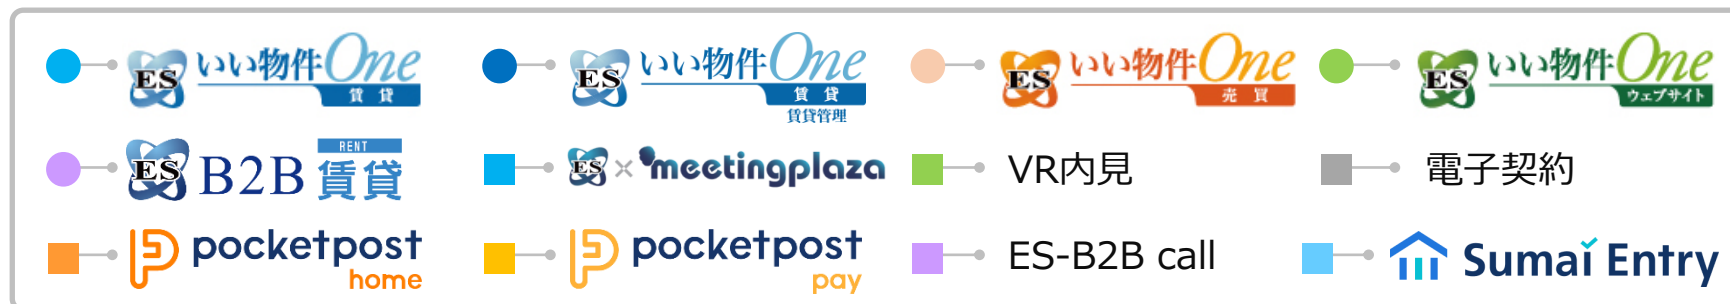 ES いい物件One 賃貸
ES いい物件One 賃貸 賃貸管理
ES いい物件One 売買
ES いい物件One ウェブサイト
ES B2B RENT 賃貸
ES × meetingplaza
VR内見
電子契約
pocketpost home
pocketpost pay
ES-B2B call
Sumai Entry